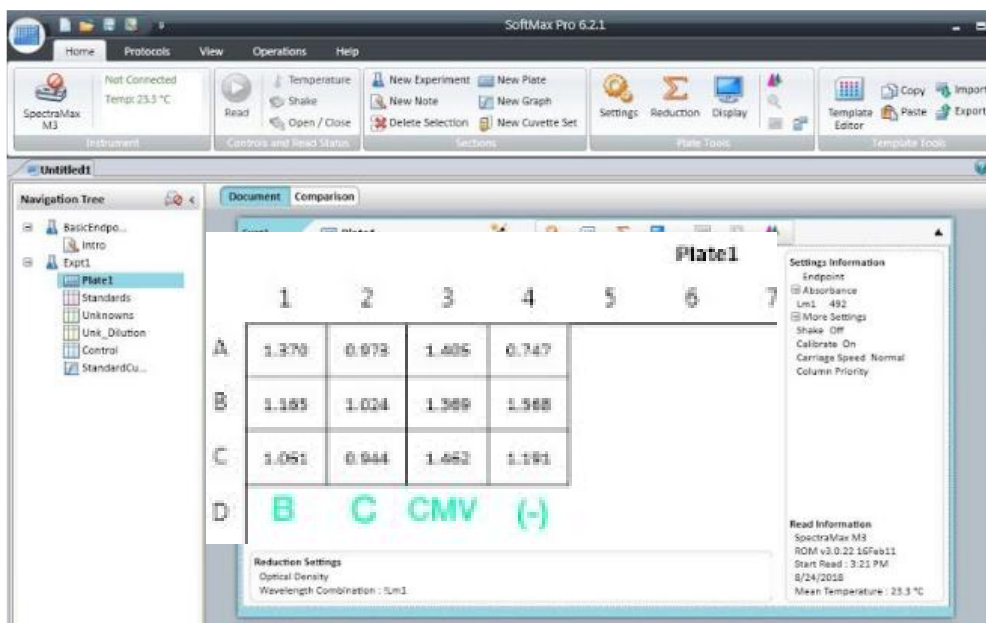 SoftMax Pro 6.2.1
Home Protocols View Operations Help
Not Connected
Temp: 23.3 °C
SpectraMax
M3
Instrument
Read
Temperature
Shake
Open / Close
Controls and Read Status
New Experiment New Plate
New Note New Graph
Delete Selection New Cuvette Set
Sections
Settings Reduction Display
Plate Tools
Template
Editor
Copy Import
Paste Export
Template Tools
Untitled1
Navigation Tree
Document Comparison
BasicEndpo...
Intro
Expt1
Plate1
Standards
Unknowns
Unk_Dilution
Control
StandardCu...
Plate1
1 2 3 4 5 6 7
A 1.370 0.973 1.405 0.747
B 1.165 1.024 1.369 1.368
C 1.061 0.944 1.462 1.191
D B C CMV (-)
Settings Information
Endpoint
Absorbance
Lm1 492
More Settings
Shake Off
Calibrate On
Carriage Speed Normal
Column Priority
Read Information
SpectraMax M3
ROM v3.0.22 16Feb11
Start Read : 3:21 PM
8/24/2018
Mean Temperature : 23.3 °C
Reduction Settings
Optical Density
Wavelength Combination : !Lm1